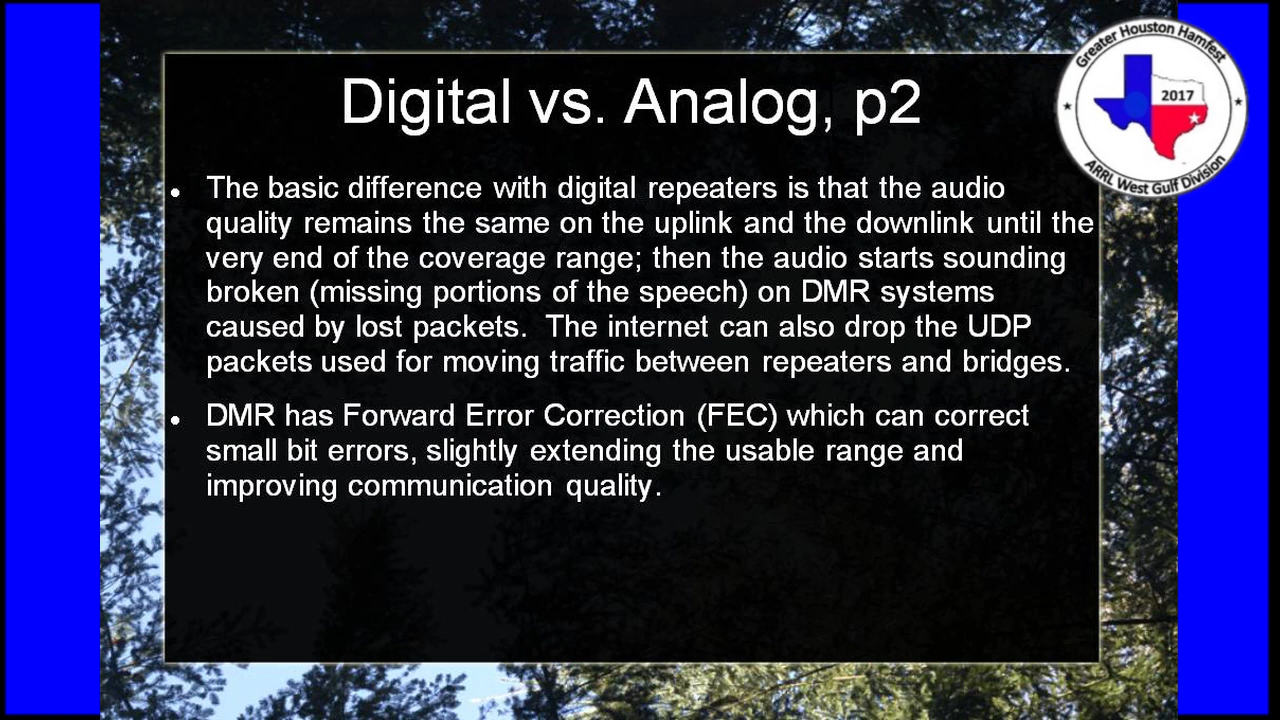 Digital vs. Analog, p2
Greater Houston Hamfest
2017
ARRL West Gulf Division
• The basic difference with digital repeaters is that the audio
quality remains the same on the uplink and the downlink until the
very end of the coverage range; then the audio starts sounding
broken (missing portions of the speech) on DMR systems
caused by lost packets.  The internet can also drop the UDP
packets used for moving traffic between repeaters and bridges.
• DMR has Forward Error Correction (FEC) which can correct
small bit errors, slightly extending the usable range and
improving communication quality.